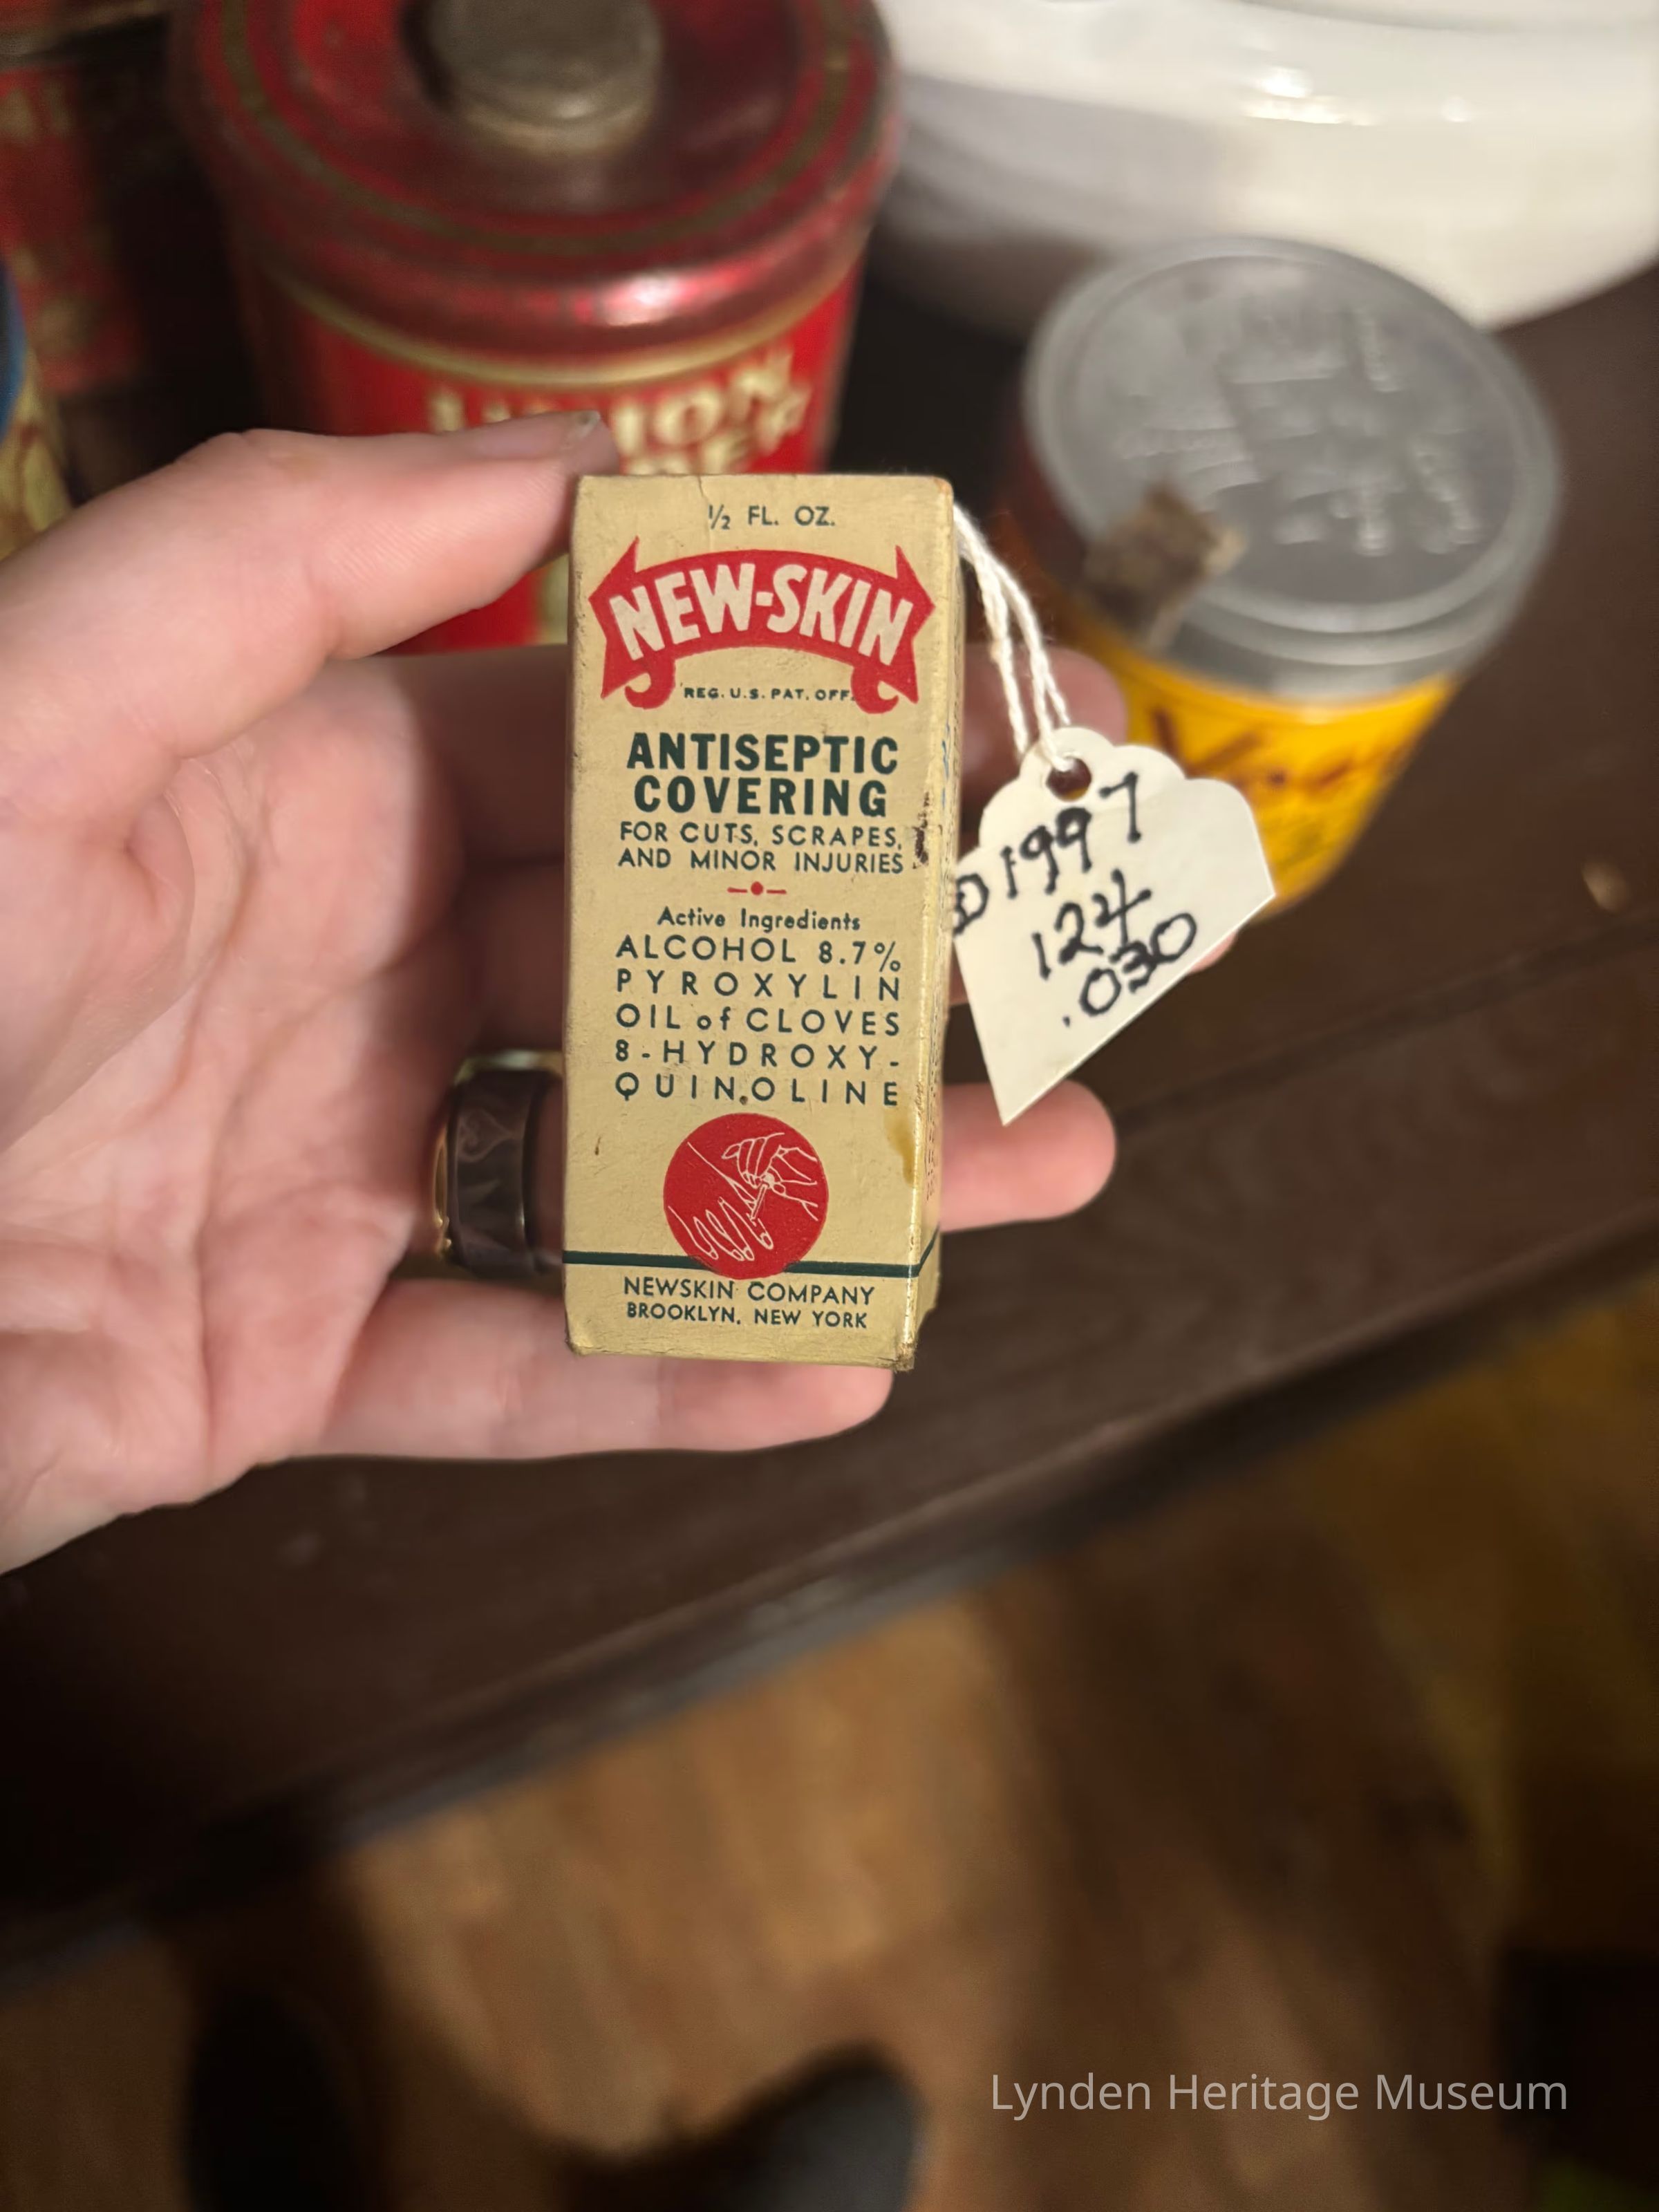 ½ FL. OZ.
NEW-SKIN
REG. U.S. PAT. OFF.
ANTISEPTIC
COVERING
FOR CUTS, SCRAPES,
AND MINOR INJURIES
Active Ingredients
ALCOHOL 8.7%
PYROXYLIN
OIL of CLOVES
8-HYDROXY-
QUINOLINE
NEWSKIN COMPANY
BROOKLYN, NEW YORK
1997
124
.030
Lynden Heritage Museum